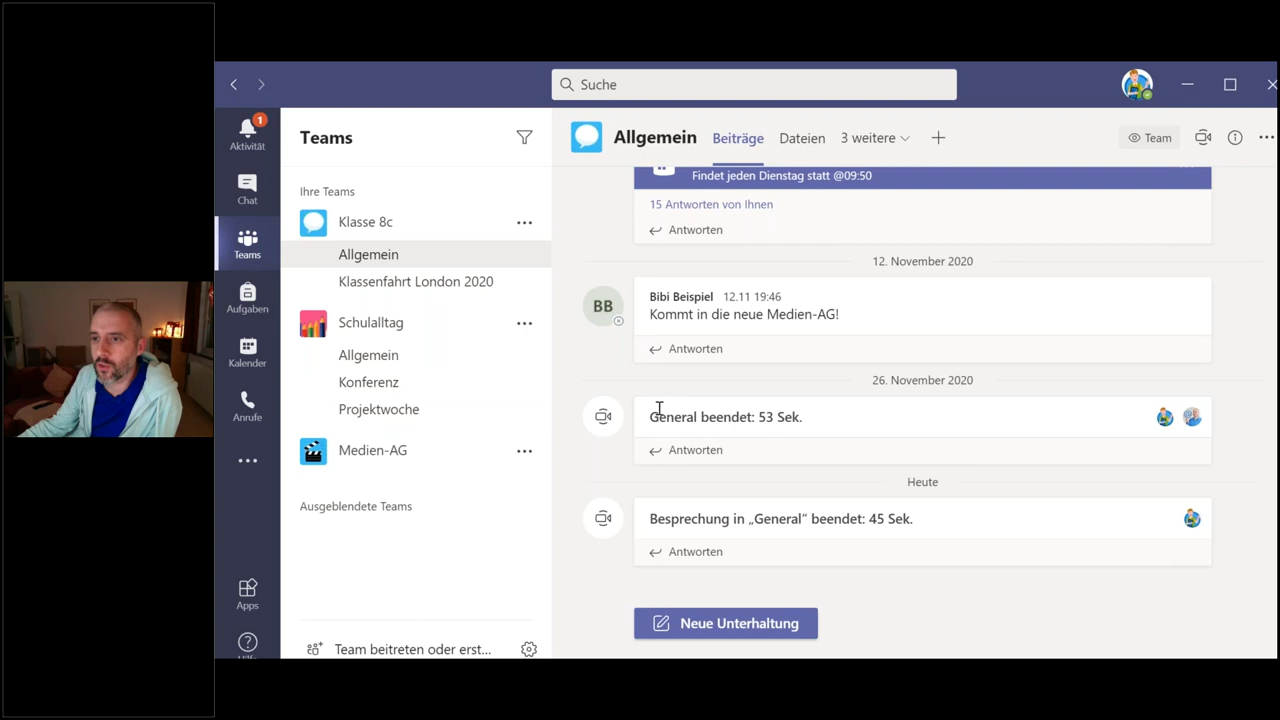 Suche
1
Aktivität
Chat
Teams
Aufgaben
Kalender
Anrufe
Apps
Teams
Ihre Teams
Klasse 8c
Allgemein
Klassenfahrt London 2020
Schulalltag
Allgemein
Konferenz
Projektwoche
Medien-AG
Ausgeblendete Teams
Team beitreten oder erst...
Allgemein Beiträge Dateien 3 weitere
Team
Findet jeden Dienstag statt @09:50
15 Antworten von Ihnen
Antworten
12. November 2020
BB
Bibi Beispiel 12.11 19:46
Kommt in die neue Medien-AG!
Antworten
26. November 2020
General beendet: 53 Sek.
Antworten
Heute
Besprechung in „General“ beendet: 45 Sek.
Antworten
Neue Unterhaltung